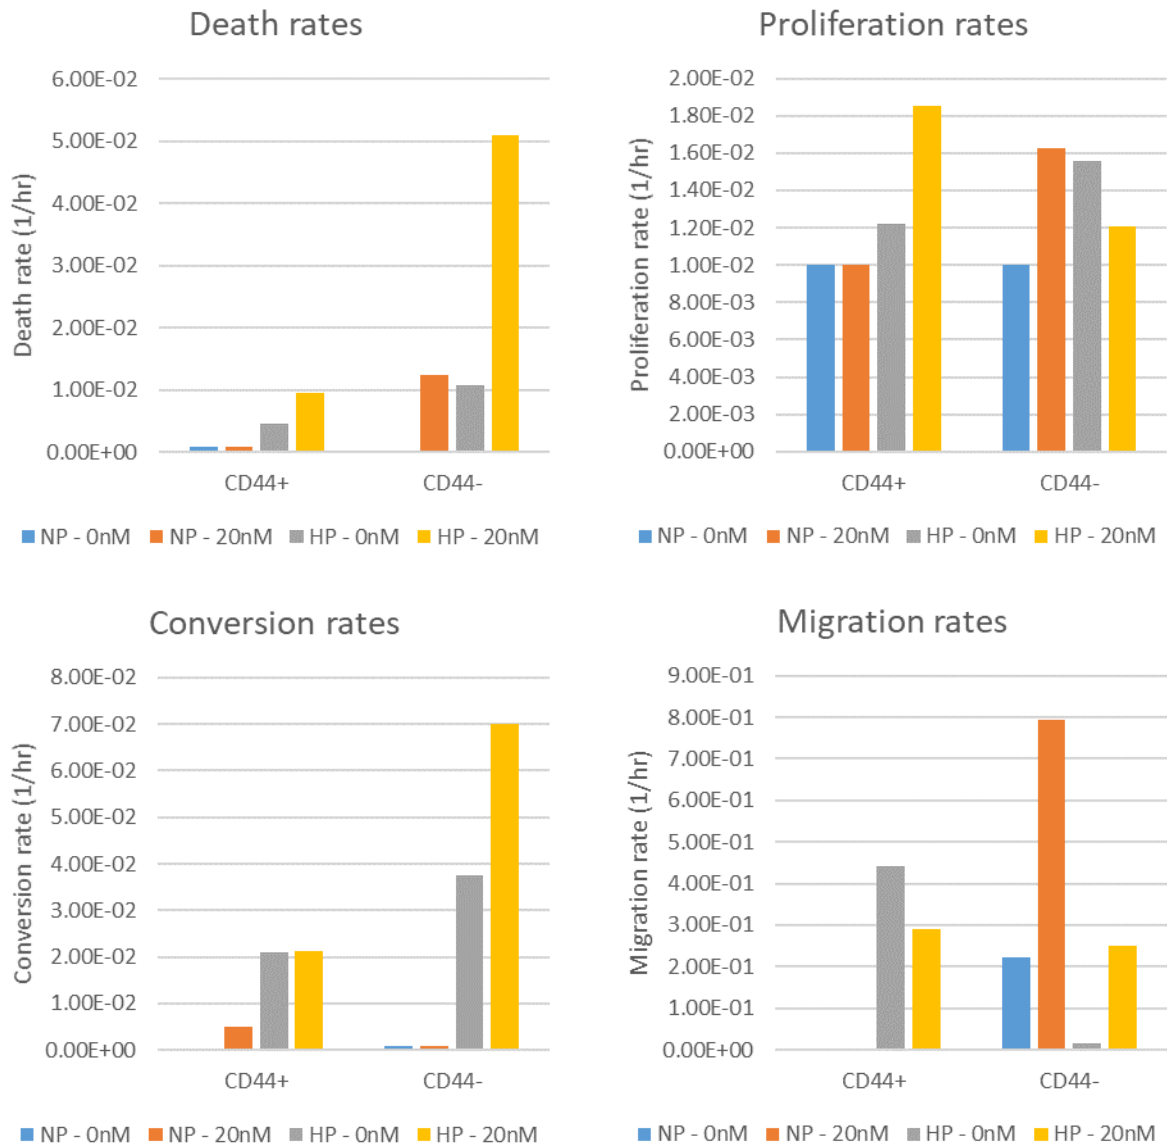 Death rates
6.00E-02
5.00E-02
4.00E-02
3.00E-02
2.00E-02
1.00E-02
0.00E+00
Death rate (1/hr)
CD44+ CD44-
NP - 0nM NP - 20nM HP - 0nM HP - 20nM
Proliferation rates
2.00E-02
1.80E-02
1.60E-02
1.40E-02
1.20E-02
1.00E-02
8.00E-03
6.00E-03
4.00E-03
2.00E-03
0.00E+00
Proliferation rate (1/hr)
CD44+ CD44-
NP - 0nM NP - 20nM HP - 0nM HP - 20nM
Conversion rates
8.00E-02
7.00E-02
6.00E-02
5.00E-02
4.00E-02
3.00E-02
2.00E-02
1.00E-02
0.00E+00
Conversion rate (1/hr)
CD44+ CD44-
NP - 0nM NP - 20nM HP - 0nM HP - 20nM
Migration rates
9.00E-01
8.00E-01
7.00E-01
6.00E-01
5.00E-01
4.00E-01
3.00E-01
2.00E-01
1.00E-01
0.00E+00
Migration rate (1/hr)
CD44+ CD44-
NP - 0nM NP - 20nM HP - 0nM HP - 20nM